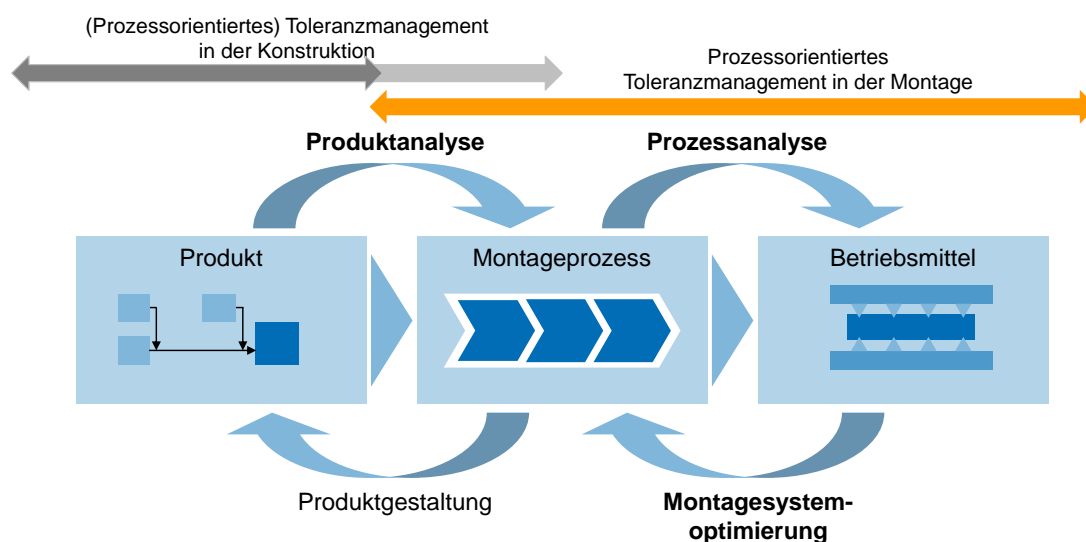 (Prozessorientiertes) Toleranzmanagement
in der Konstruktion
Prozessorientiertes
Toleranzmanagement in der Montage
Produktanalyse
Prozessanalyse
Produkt
Montageprozess
Betriebsmittel
Produktgestaltung
Montagesystem-
optimierung